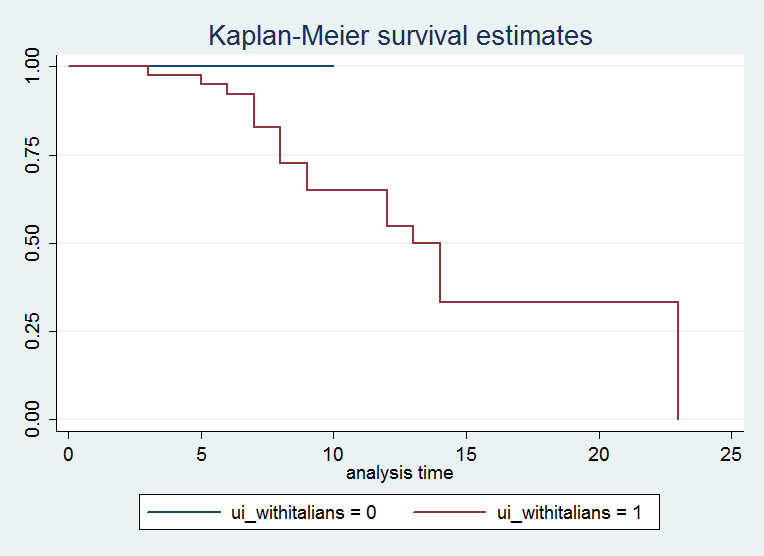 Kaplan-Meier survival estimates
1.00
0.75
0.50
0.25
0.00
0 5 10 15 20 25
analysis time
ui_withitalians = 0 ui_withitalians = 1